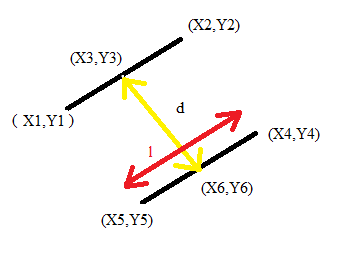 (X2,Y2)
(X3,Y3)
( X1,Y1 )
d
(X4,Y4)
l
(X6,Y6)
(X5,Y5)